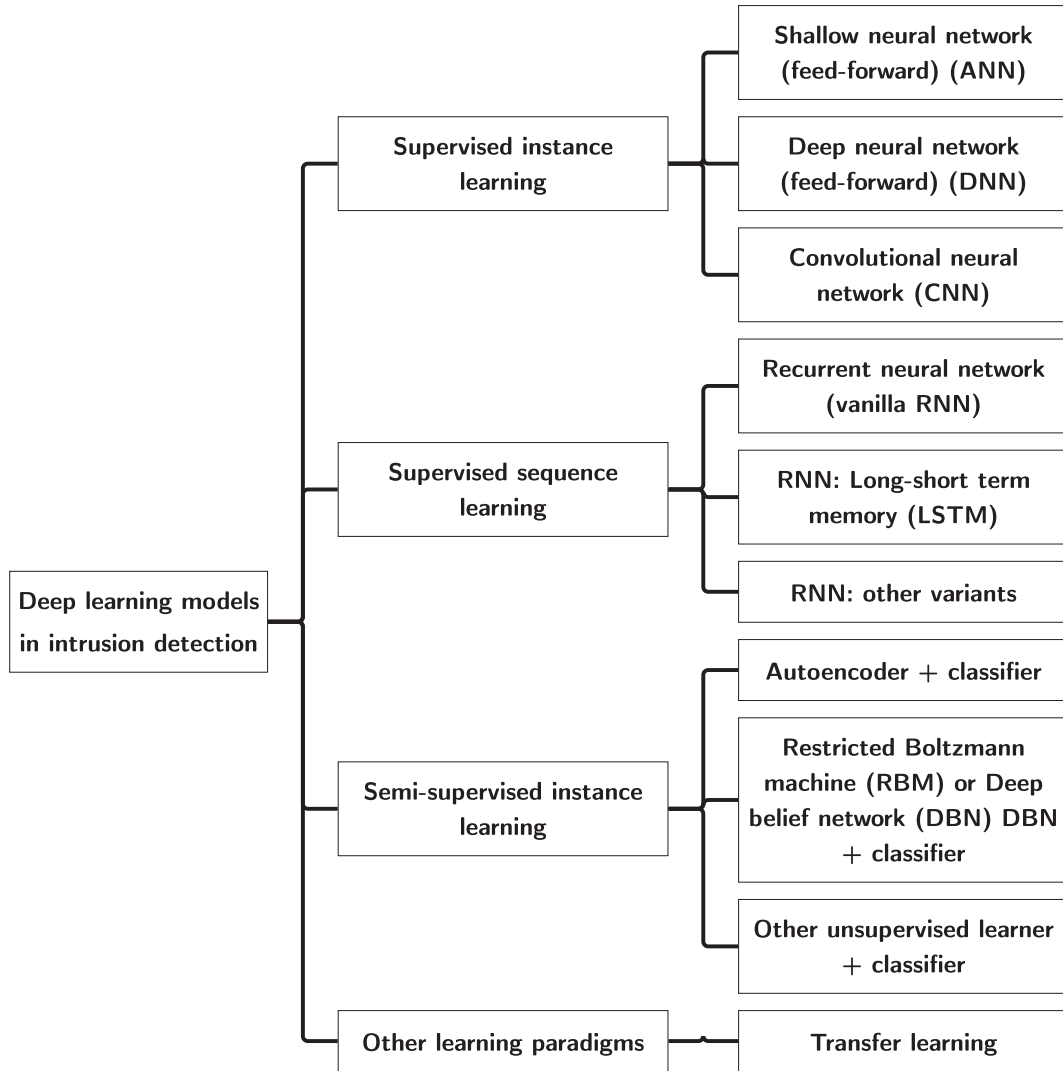 Shallow neural network
(feed-forward) (ANN)
Supervised instance
learning
Deep neural network
(feed-forward) (DNN)
Convolutional neural
network (CNN)
Recurrent neural network
(vanilla RNN)
Supervised sequence
learning
RNN: Long-short term
memory (LSTM)
RNN: other variants
Deep learning models
in intrusion detection
Autoencoder + classifier
Semi-supervised instance
learning
Restricted Boltzmann
machine (RBM) or Deep
belief network (DBN) DBN
+ classifier
Other unsupervised learner
+ classifier
Other learning paradigms
Transfer learning